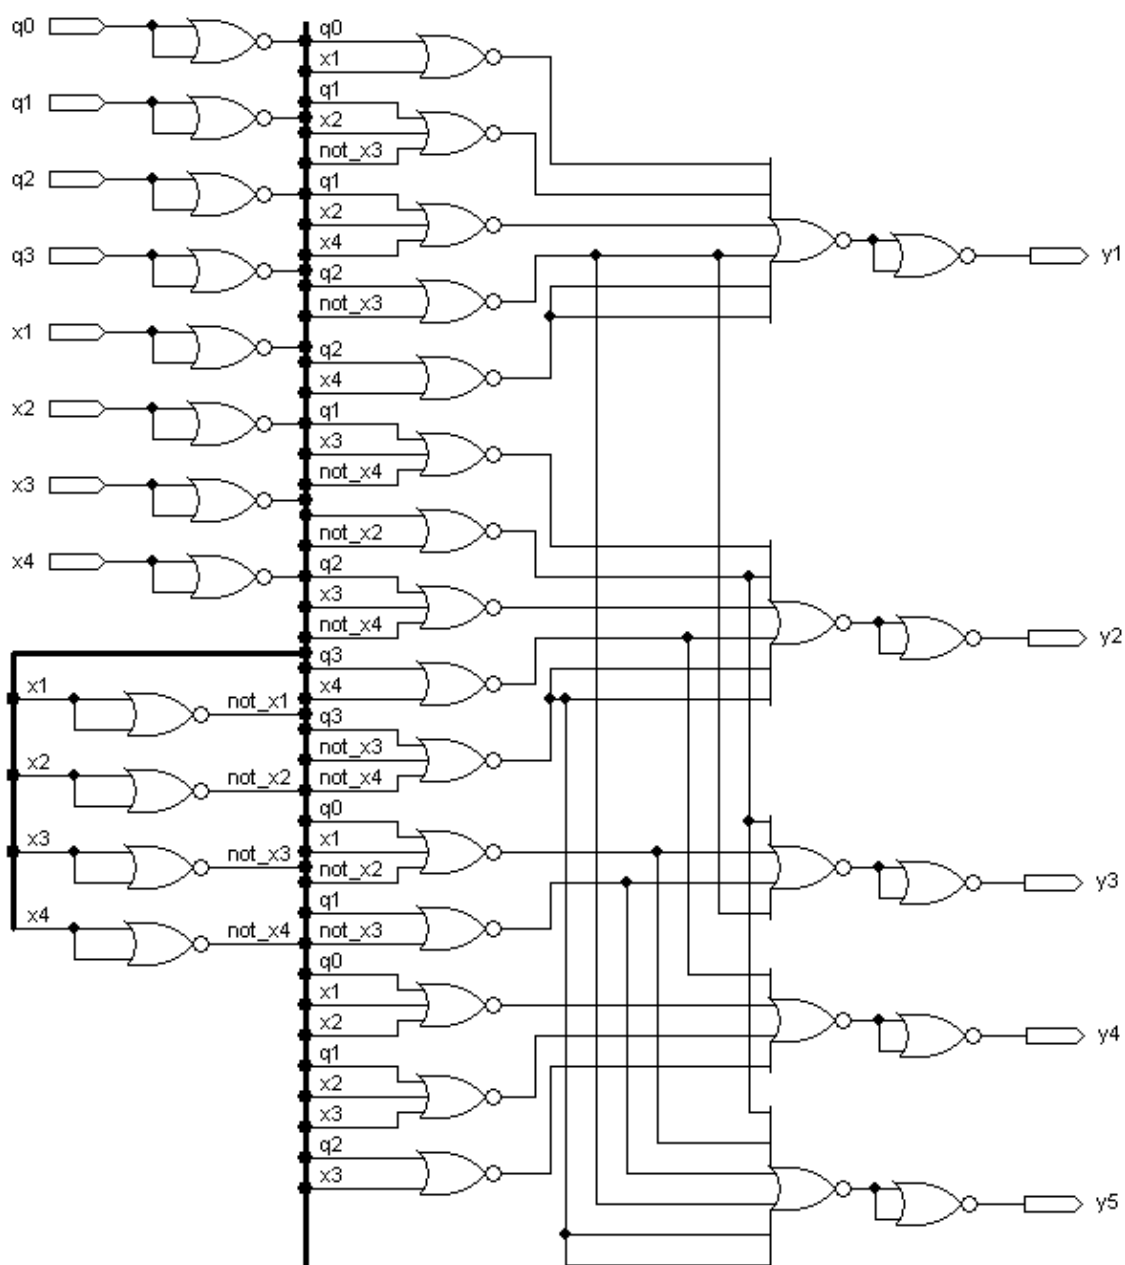 q0
q1
q2
q3
x1
x2
x3
x4
x1
not_x1
x2
not_x2
x3
not_x3
x4
not_x4
q0
x1
q1
x2
not_x3
q1
x2
x4
q2
not_x3
q2
x4
q1
x3
not_x4
not_x2
q2
x3
not_x4
q3
x4
q3
not_x3
not_x4
q0
x1
not_x2
q1
not_x3
q0
x1
x2
q1
x2
x3
q2
x3
y1
y2
y3
y4
y5